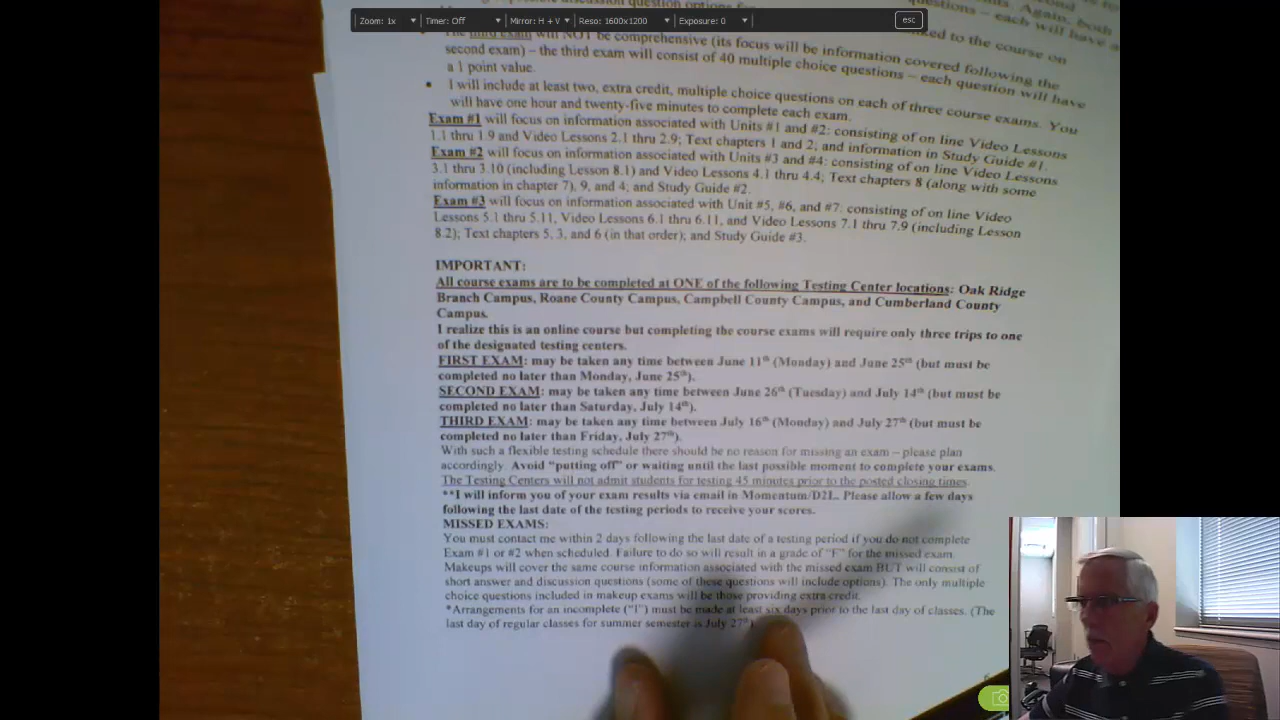 Zoom: 1x Timer: Off Mirror: H + V Reso: 1600x1200 Exposure: 0 esc
discussion question options for
questions – each will have a
The third exam will NOT be comprehensive (its focus will be information covered following the
second exam) – the third exam will consist of 40 multiple choice questions – each question will have
a 1 point value.
• I will include at least two, extra credit, multiple choice questions on each of three course exams. You
will have one hour and twenty-five minutes to complete each exam.
Exam #1 will focus on information associated with Units #1 and #2: consisting of on line Video Lessons
1.1 thru 1.9 and Video Lessons 2.1 thru 2.9; Text chapters 1 and 2; and information in Study Guide #1.
Exam #2 will focus on information associated with Units #3 and #4: consisting of on line Video Lessons
3.1 thru 3.10 (including Lesson 8.1) and Video Lessons 4.1 thru 4.4; Text chapters 8 (along with some
information in chapter 7), 9, and 4; and Study Guide #2.
Exam #3 will focus on information associated with Unit #5, #6, and #7: consisting of on line Video
Lessons 5.1 thru 5.11, Video Lessons 6.1 thru 6.11, and Video Lessons 7.1 thru 7.9 (including Lesson
8.2); Text chapters 5, 3, and 6 (in that order); and Study Guide #3.
IMPORTANT:
All course exams are to be completed at ONE of the following Testing Center locations: Oak Ridge
Branch Campus, Roane County Campus, Campbell County Campus, and Cumberland County
Campus.
I realize this is an online course but completing the course exams will require only three trips to one
of the designated testing centers.
FIRST EXAM: may be taken any time between June 11th (Monday) and June 25th (but must be
completed no later than Monday, June 25th).
SECOND EXAM: may be taken any time between June 26th (Tuesday) and July 14th (but must be
completed no later than Saturday, July 14th).
THIRD EXAM: may be taken any time between July 16th (Monday) and July 27th (but must be
completed no later than Friday, July 27th).
With such a flexible testing schedule there should be no reason for missing an exam – please plan
accordingly. Avoid “putting off” or waiting until the last possible moment to complete your exams.
The Testing Centers will not admit students for testing 45 minutes prior to the posted closing times.
**I will inform you of your exam results via email in Momentum/D2L. Please allow a few days
following the last date of the testing periods to receive your scores.
MISSED EXAMS:
You must contact me within 2 days following the last date of a testing period if you do not complete
Exam #1 or #2 when scheduled. Failure to do so will result in a grade of “F” for the missed exam.
Makeups will cover the same course information associated with the missed exam BUT will consist of
short answer and discussion questions (some of these questions will include options). The only multiple
choice questions included in makeup exams will be those providing extra credit.
*Arrangements for an incomplete (“I”) must be made at least six days prior to the last day of classes. (The
last day of regular classes for summer semester is July 27th)